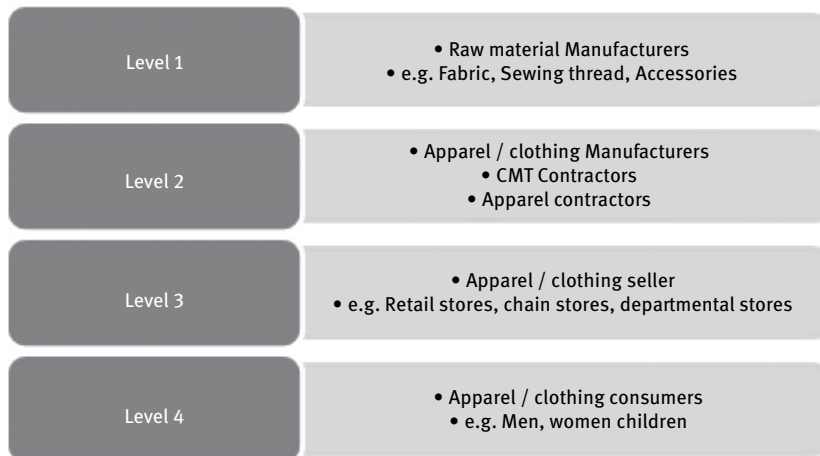 Level 1
• Raw material Manufacturers
• e.g. Fabric, Sewing thread, Accessories
Level 2
• Apparel / clothing Manufacturers
• CMT Contractors
• Apparel contractors
Level 3
• Apparel / clothing seller
• e.g. Retail stores, chain stores, departmental stores
Level 4
• Apparel / clothing consumers
• e.g. Men, women children